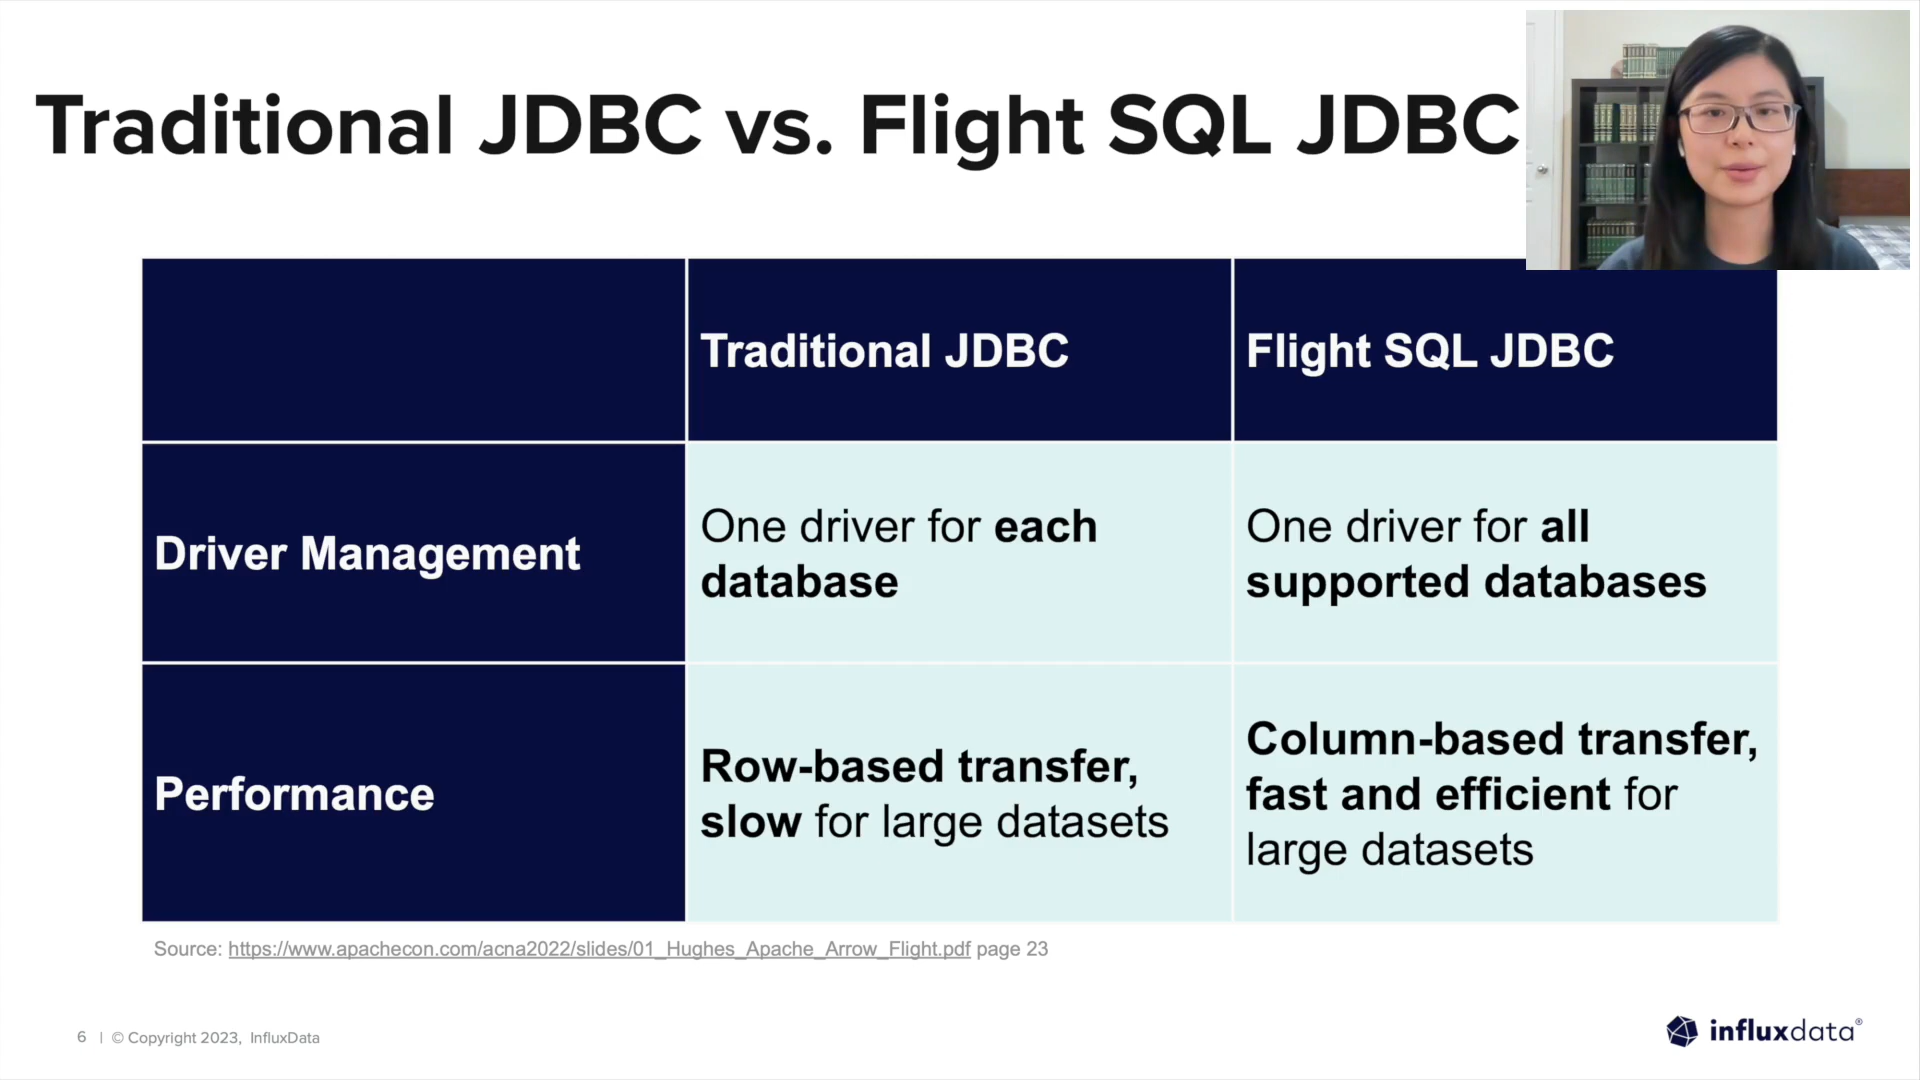 Traditional JDBC vs. Flight SQL JDBC
Traditional JDBC
Flight SQL JDBC
Driver Management
One driver for each
database
One driver for all
supported databases
Performance
Row-based transfer,
slow for large datasets
Column-based transfer,
fast and efficient for
large datasets
Source: https://www.apachecon.com/acna2022/slides/01_Hughes_Apache_Arrow_Flight.pdf page 23
6 | © Copyright 2023, InfluxData
influxdata®